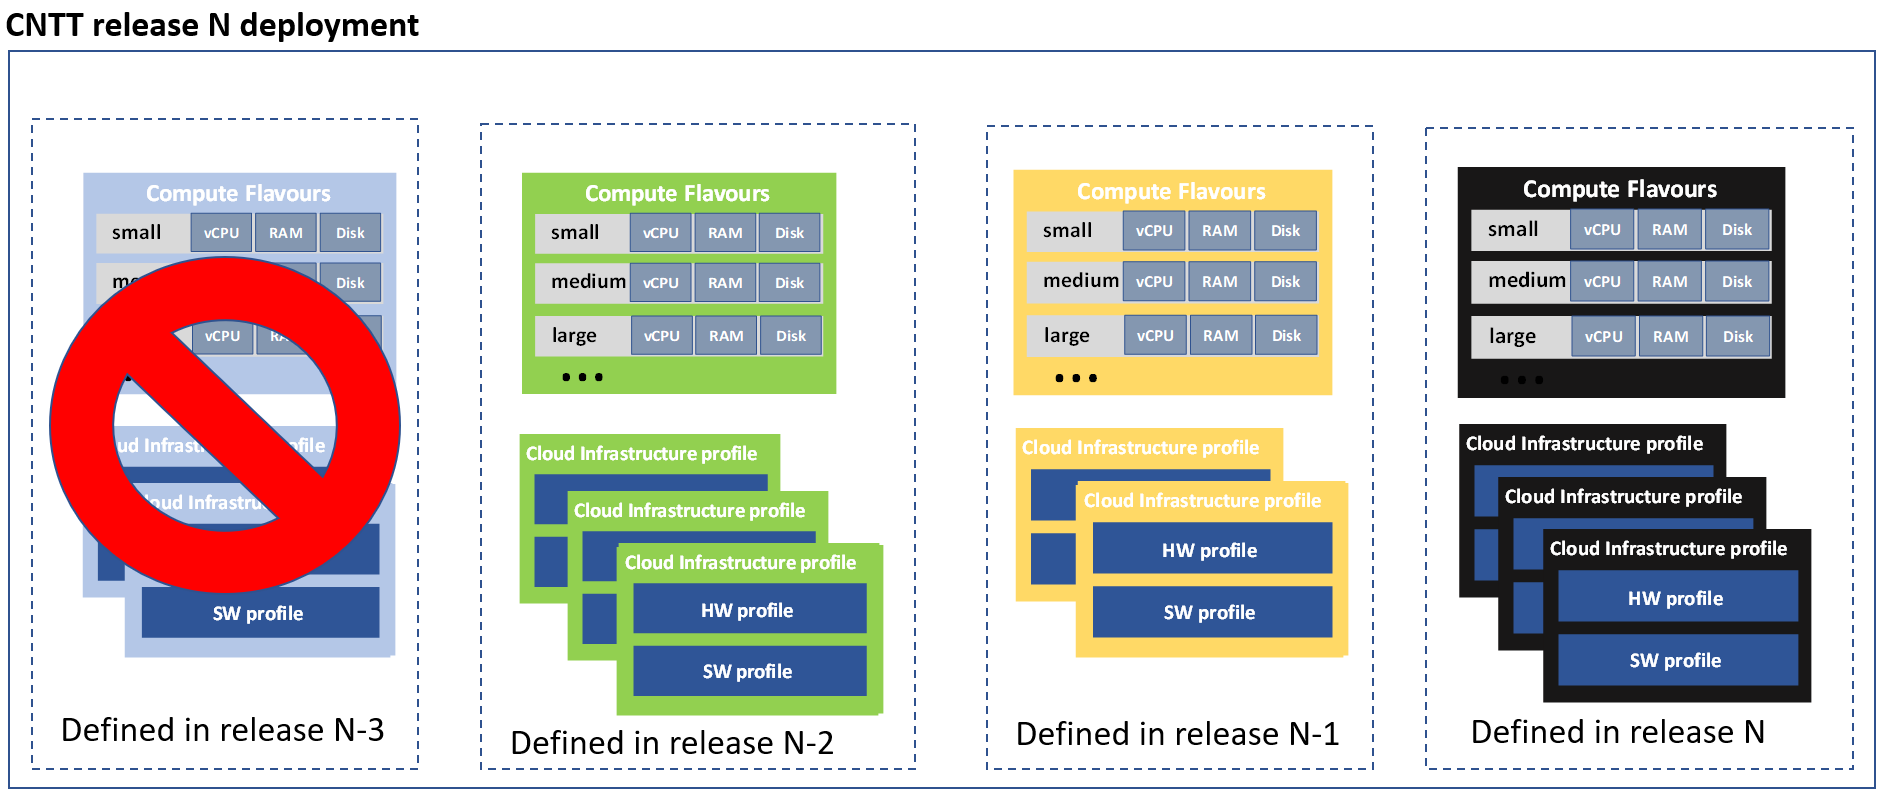 CNTT release N deployment
Compute Flavours
small vCPU RAM Disk
Disk
vCPU
SW profile
Defined in release N-3
Compute Flavours
small vCPU RAM Disk
medium vCPU RAM Disk
large vCPU RAM Disk
...
Cloud Infrastructure profile
Cloud Infrastructure profile
Cloud Infrastructure profile
HW profile
SW profile
Defined in release N-2
Compute Flavours
small vCPU RAM Disk
medium vCPU RAM Disk
large vCPU RAM Disk
...
Cloud Infrastructure profile
Cloud Infrastructure profile
HW profile
SW profile
Defined in release N-1
Compute Flavours
small vCPU RAM Disk
medium vCPU RAM Disk
large vCPU RAM Disk
...
Cloud Infrastructure profile
Cloud Infrastructure profile
Cloud Infrastructure profile
HW profile
SW profile
Defined in release N